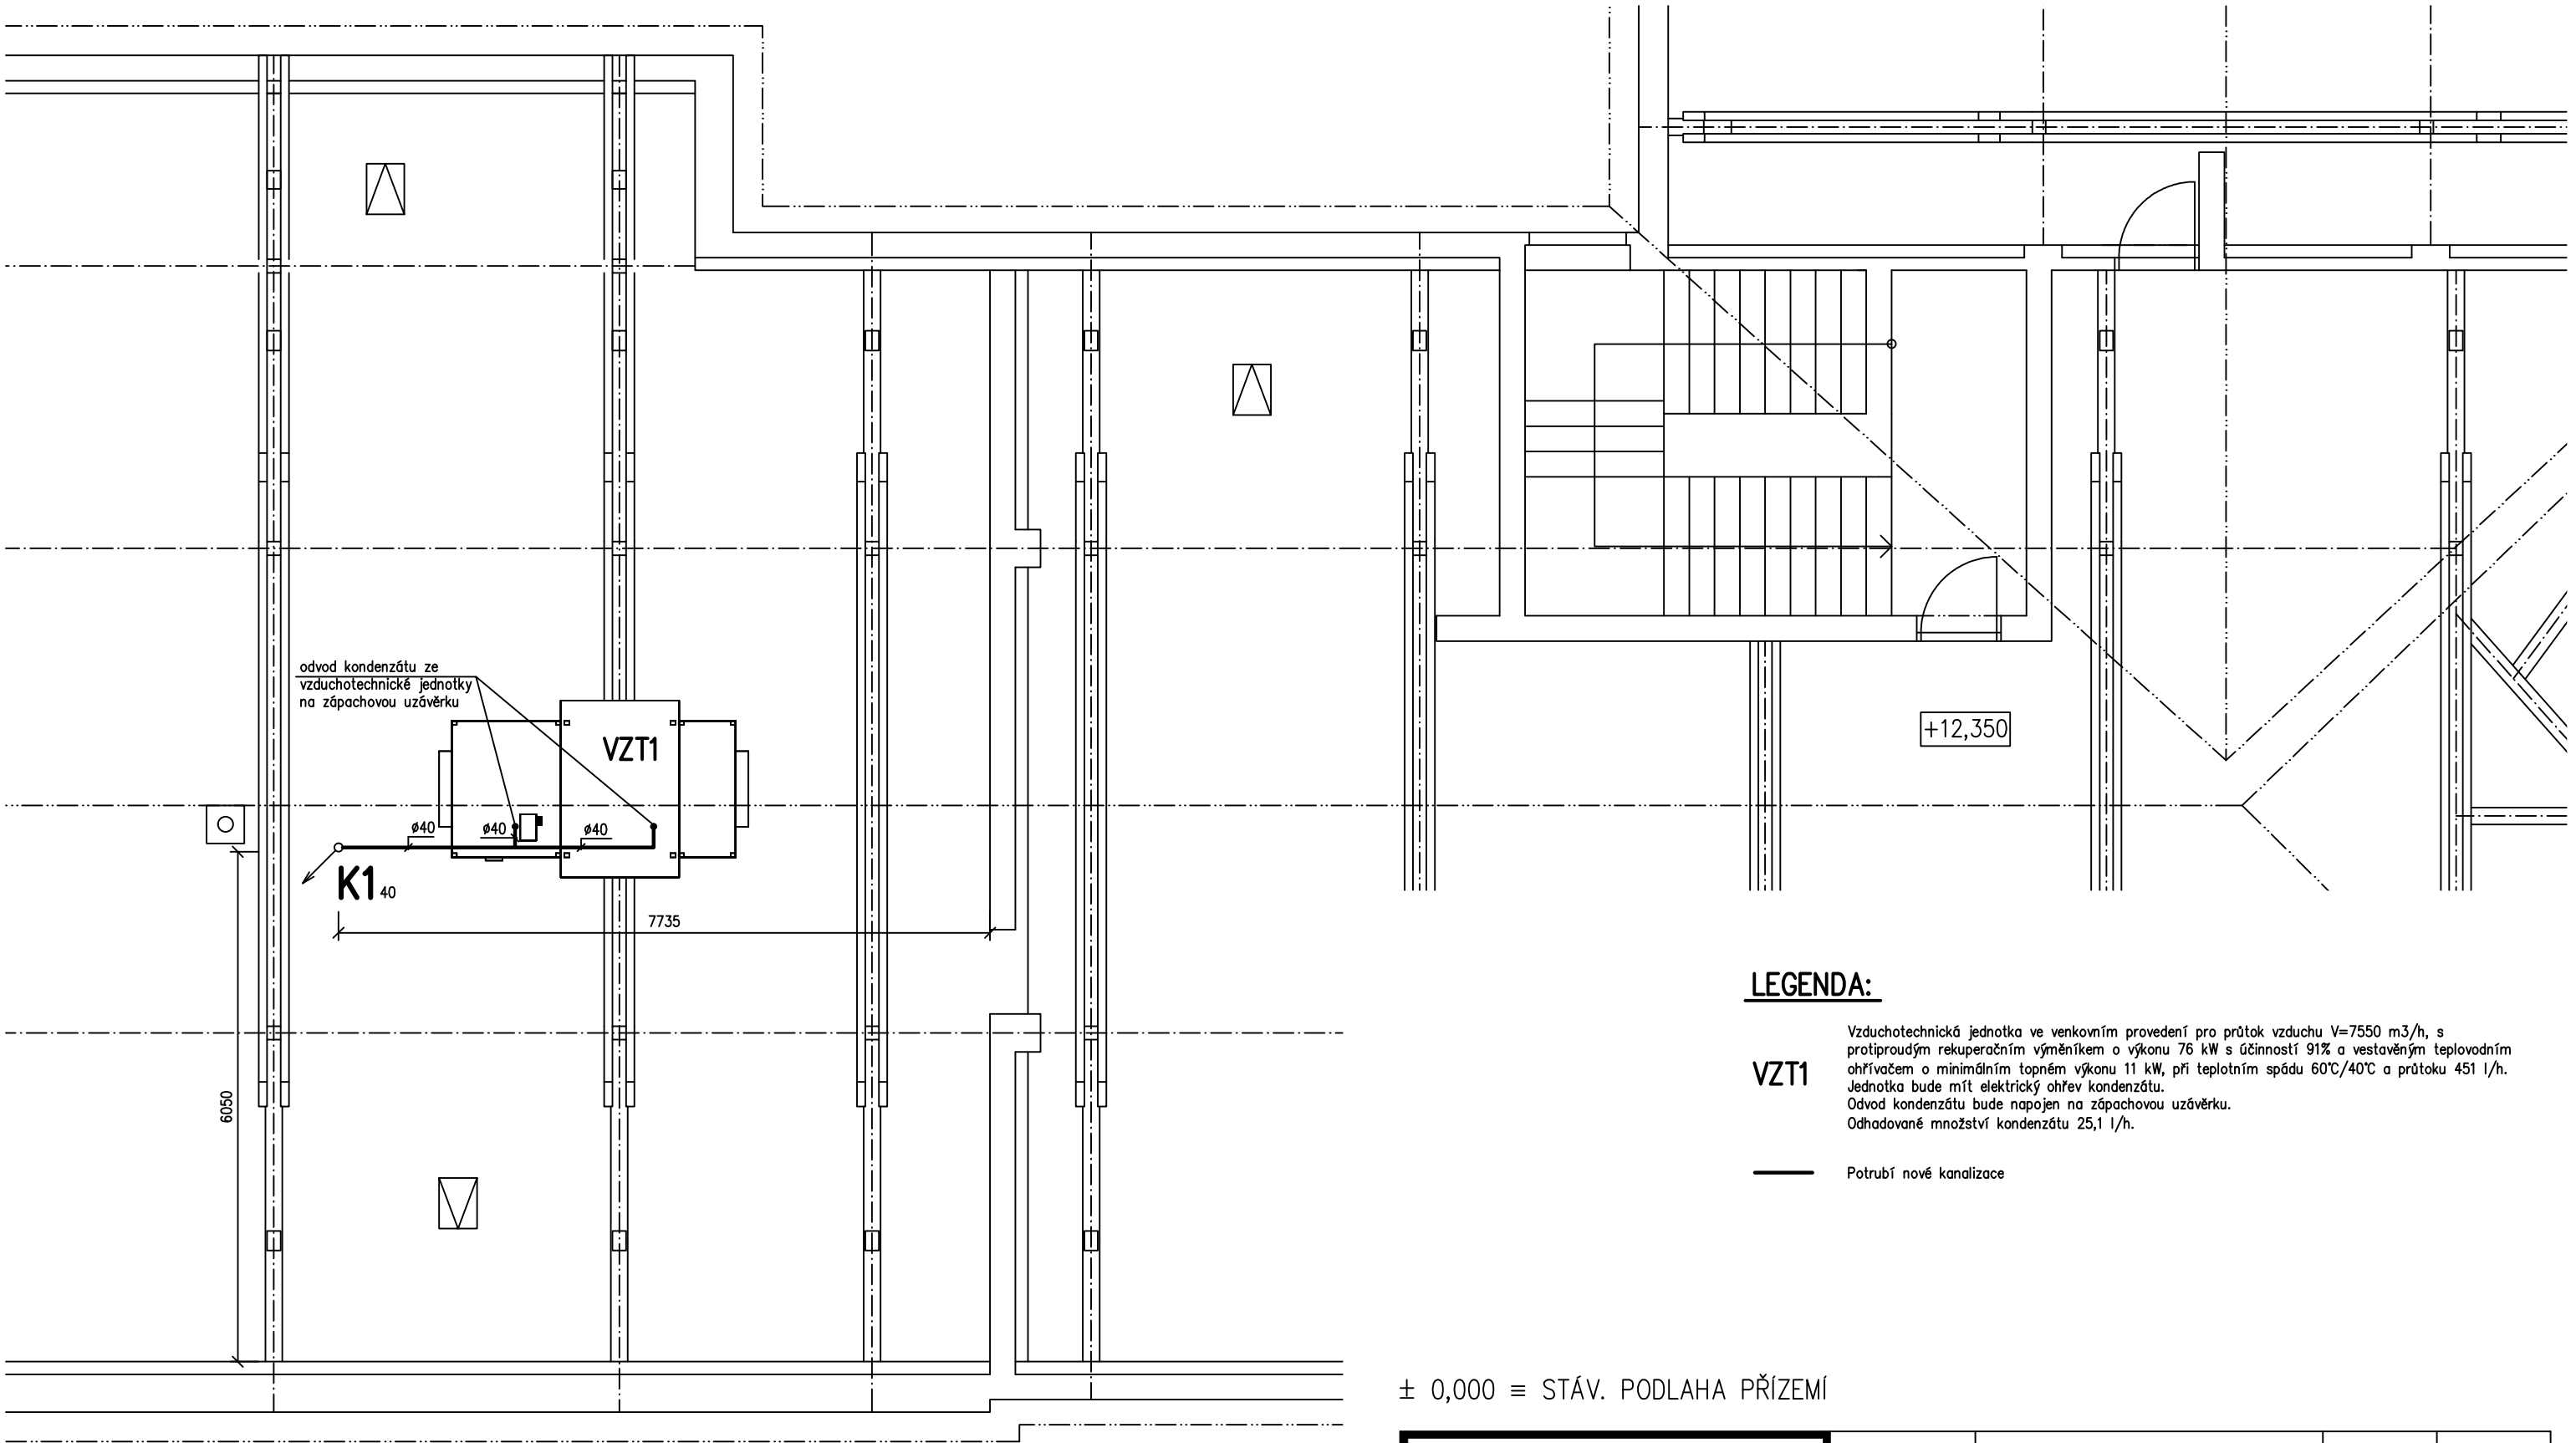 odvod kondenzátu ze
vzduchotechnické jednotky
na zápachovou uzávěrku
VZT1
ø40
ø40
ø40
K1 40
7735
6050
+12,350
LEGENDA:
VZT1
Vzduchotechnická jednotka ve venkovním provedení pro průtok vzduchu V=7550 m3/h, s
protiproudým rekuperačním výměníkem o výkonu 76 kW s účinností 91% a vestavěným teplovodním
ohřívačem o minimálním topném výkonu 11 kW, při teplotním spádu 60°C/40°C a průtoku 451 l/h.
Jednotka bude mít elektrický ohřev kondenzátu.
Odvod kondenzátu bude napojen na zápachovou uzávěrku.
Odhadované množství kondenzátu 25,1 l/h.
Potrubí nové kanalizace
± 0,000 ≡ STÁV. PODLAHA PŘÍZEMÍ